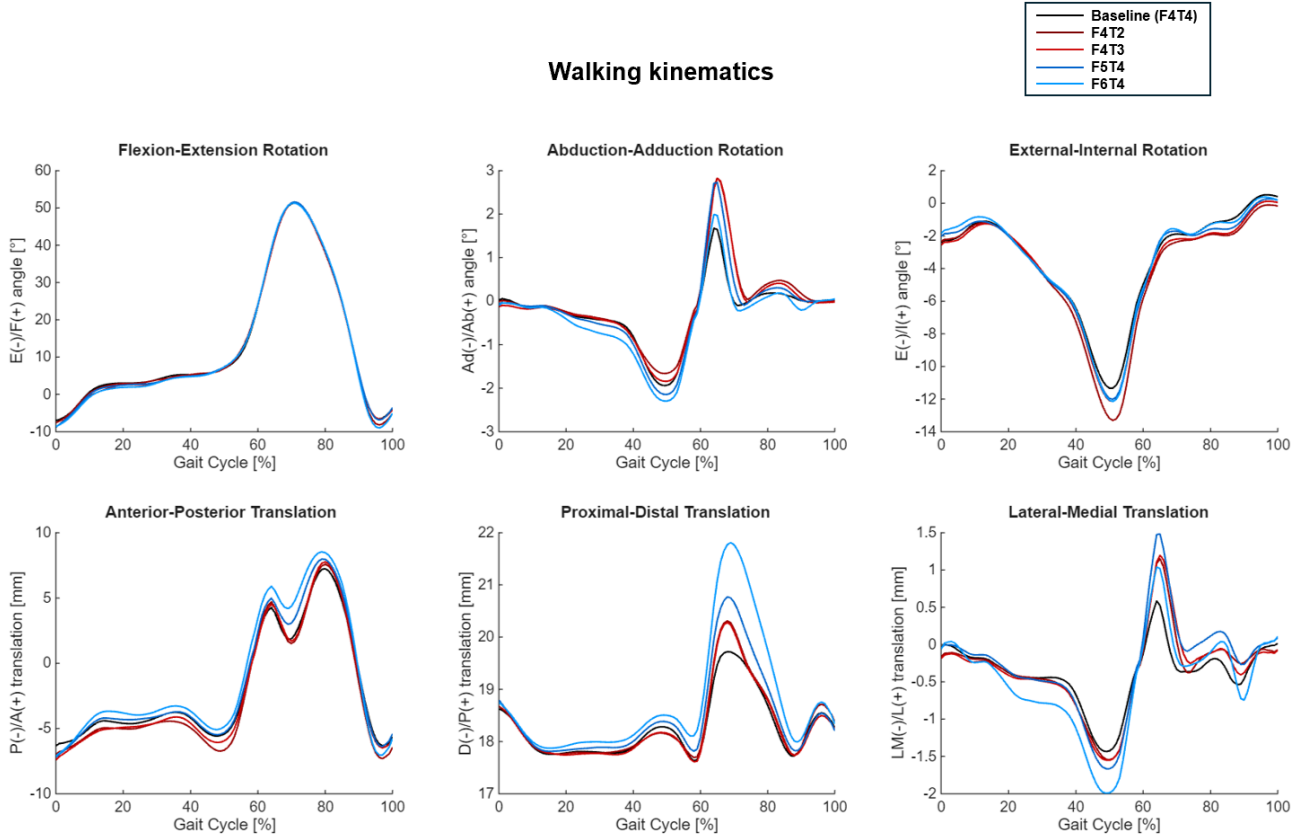 Baseline (F4T4)
F4T2
F4T3
F5T4
F6T4
Walking kinematics
Flexion-Extension Rotation
E(-)/F(+) angle [°]
60
50
40
30
20
10
0
-10
0 20 40 60 80 100
Gait Cycle [%]
Abduction-Adduction Rotation
Ad(-)/Ab(+) angle [°]
3
2
1
0
-1
-2
-3
0 20 40 60 80 100
Gait Cycle [%]
External-Internal Rotation
E(-)/I(+) angle [°]
2
0
-2
-4
-6
-8
-10
-12
-14
0 20 40 60 80 100
Gait Cycle [%]
Anterior-Posterior Translation
P(-)/A(+) translation [mm]
10
5
0
-5
-10
0 20 40 60 80 100
Gait Cycle [%]
Proximal-Distal Translation
D(-)/P(+) translation [mm]
22
21
20
19
18
17
0 20 40 60 80 100
Gait Cycle [%]
Lateral-Medial Translation
LM(-)/L(+) translation [mm]
1.5
1
0.5
0
-0.5
-1
-1.5
-2
0 20 40 60 80 100
Gait Cycle [%]